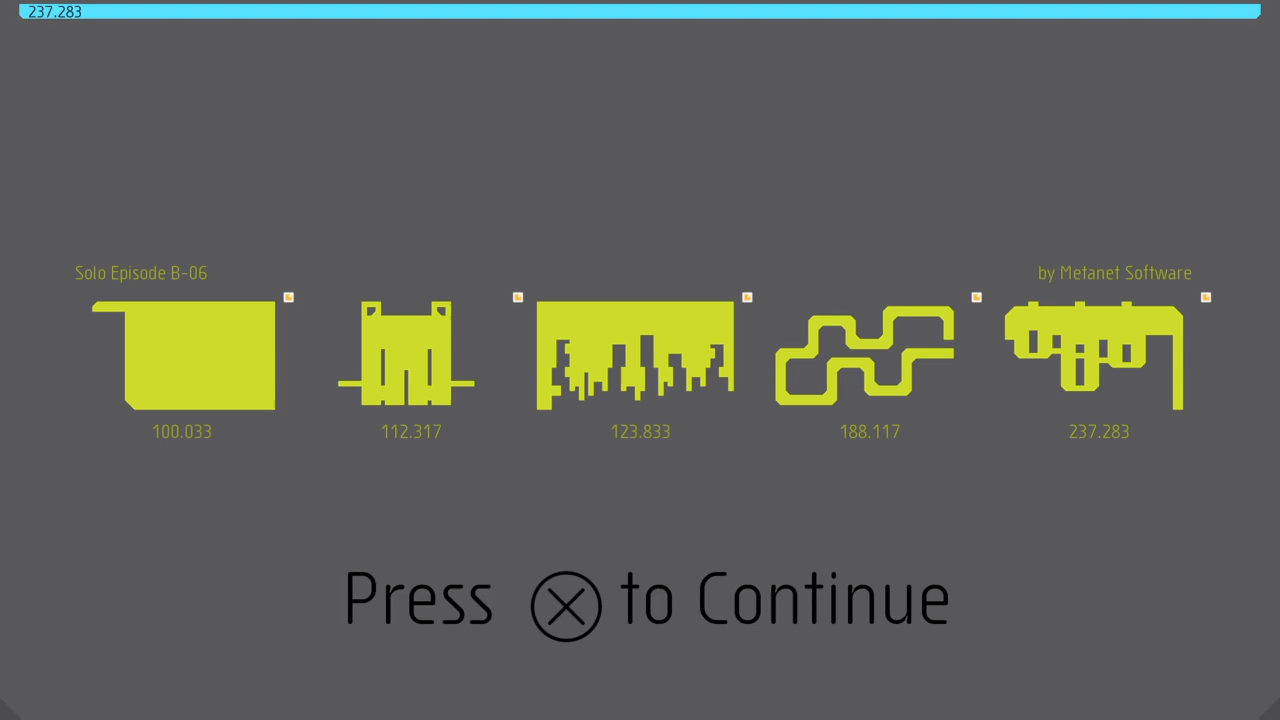 237.283
Solo Episode B-06
by Metanet Software
100.033
112.317
123.833
188.117
237.283
Press to Continue